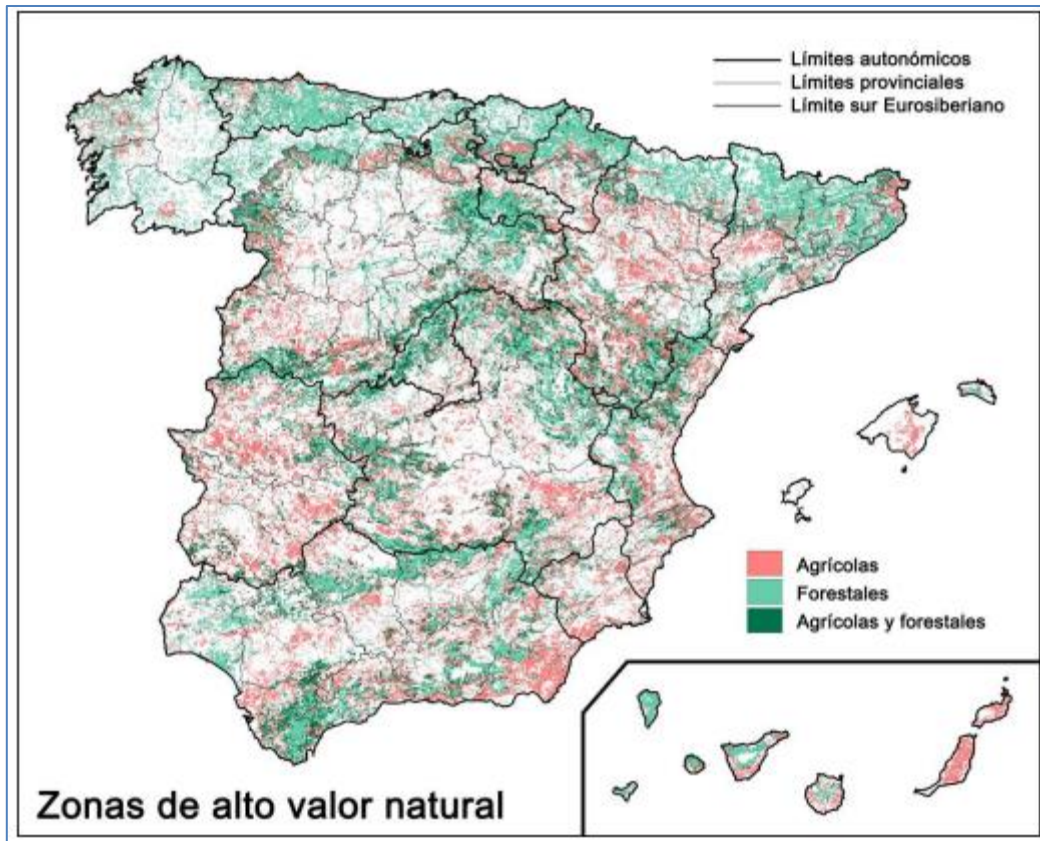 Límites autonómicos
Límites provinciales
Límite sur Eurosiberiano
Agrícolas
Forestales
Agrícolas y forestales
Zonas de alto valor natural